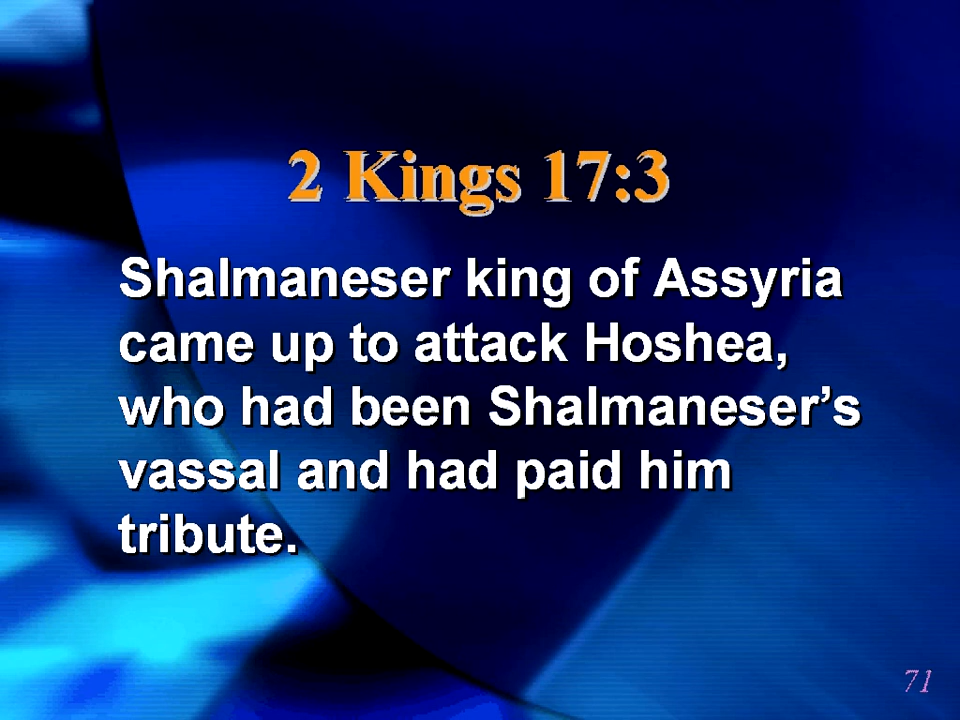 2 Kings 17:3
Shalmaneser king of Assyria
came up to attack Hoshea,
who had been Shalmaneser’s
vassal and had paid him
tribute.
71